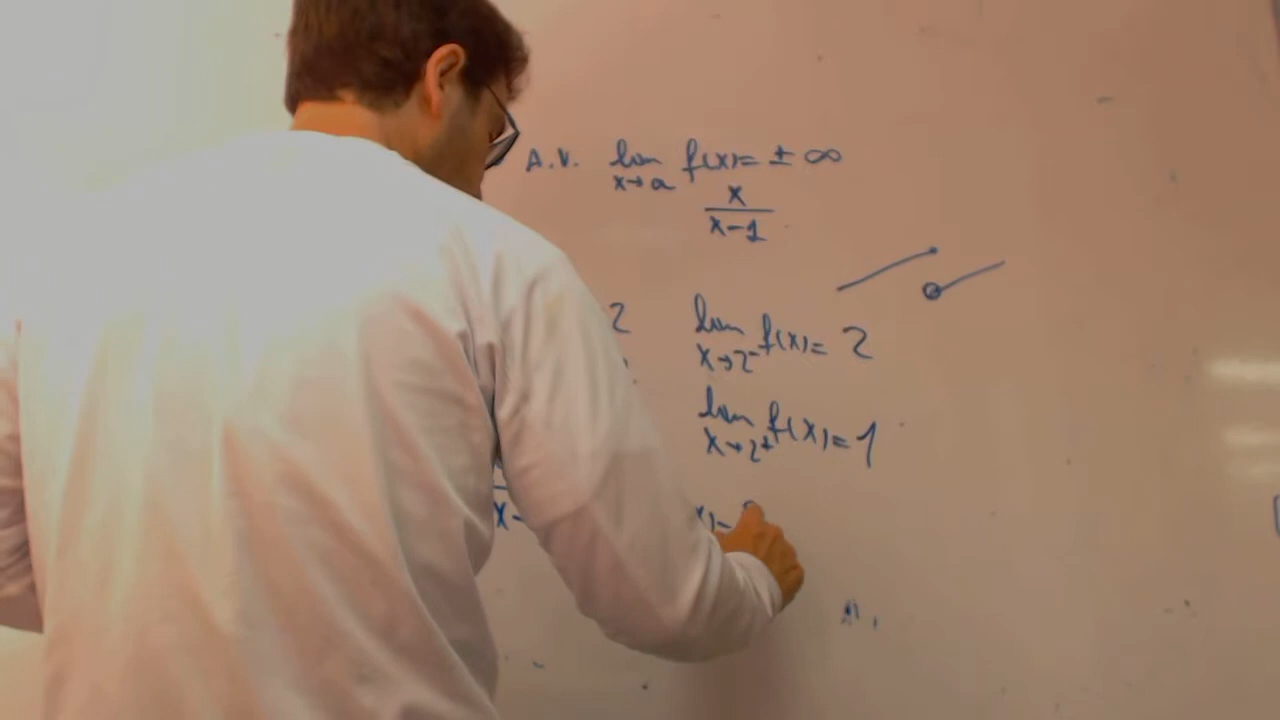 A.V. lim f(x) = ± ∞
x→a
x
x-1
2 lim f(x) = 2
x→2⁻
lim f(x) = 1
x→2⁺
x-